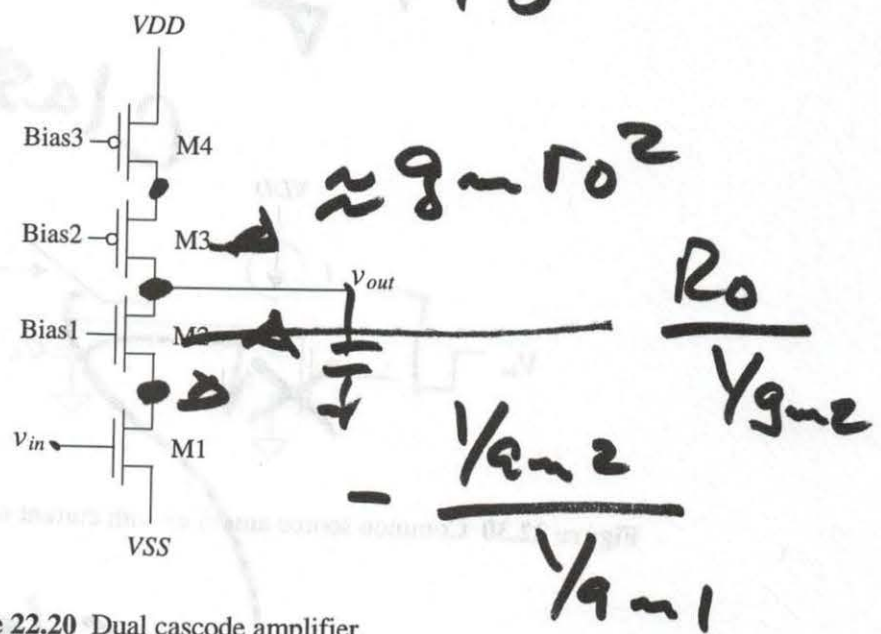 VDD
Bias3
M4
≈ gm ro²
Bias2
M3
Ro
1/gm2
vout
Bias1
M2
vin
M1
- 1/gm2
1/gm1
VSS
22.20 Dual cascode amplifier